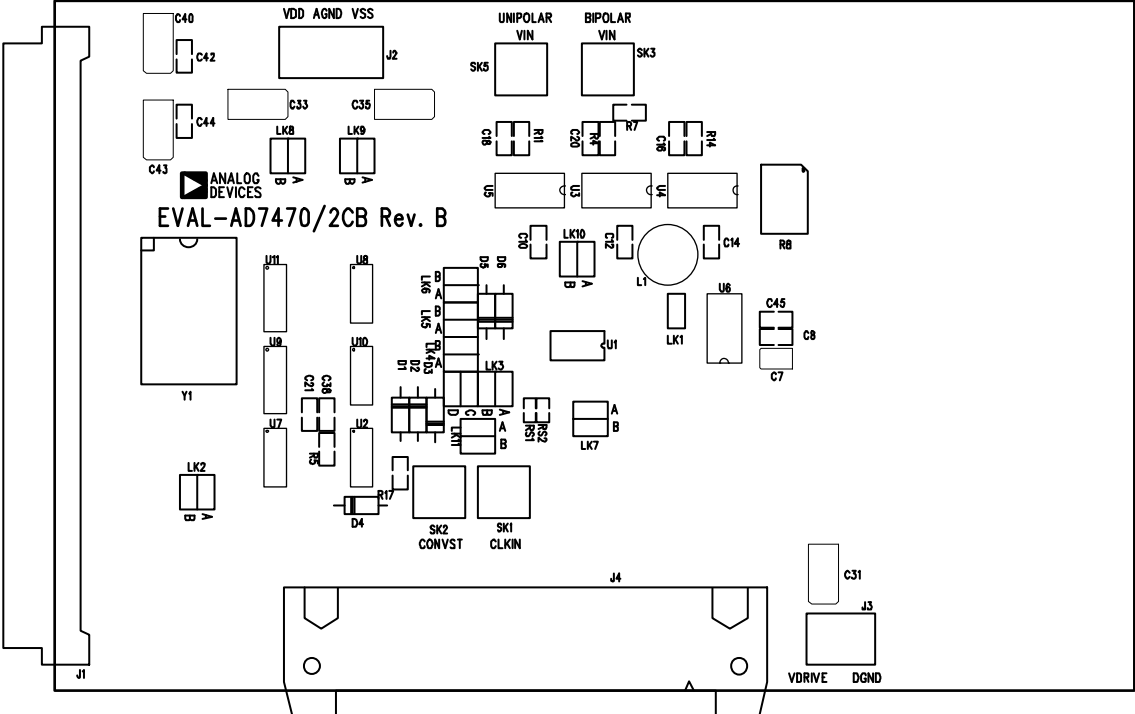 C40
VDD AGND VSS
UNIPOLAR
VIN
BIPOLAR
VIN
C42
J2
SK5
SK3
C33
C35
C44
LK8
LK9
R7
C18
R11
C20
R4
C16
R14
C43
B A
B A
ANALOG
DEVICES
U5
U3
U4
EVAL-AD7470/2CB Rev. B
R8
C10
LK10
C12
C14
B A
L1
U11
U8
D5
D6
LK6
B
A
LK5
B
A
LK4
B
A
U6
C45
C8
LK1
U1
C7
U9
U10
LK3
D1
D2
D3
Y1
C21
C38
D C B A
RS1
RS2
A
B
LK7
LK11
A
B
U7
U2
R5
LK2
B A
R17
D4
SK2
CONVST
SK1
CLKIN
C31
J4
J3
J1
VDRIVE DGND